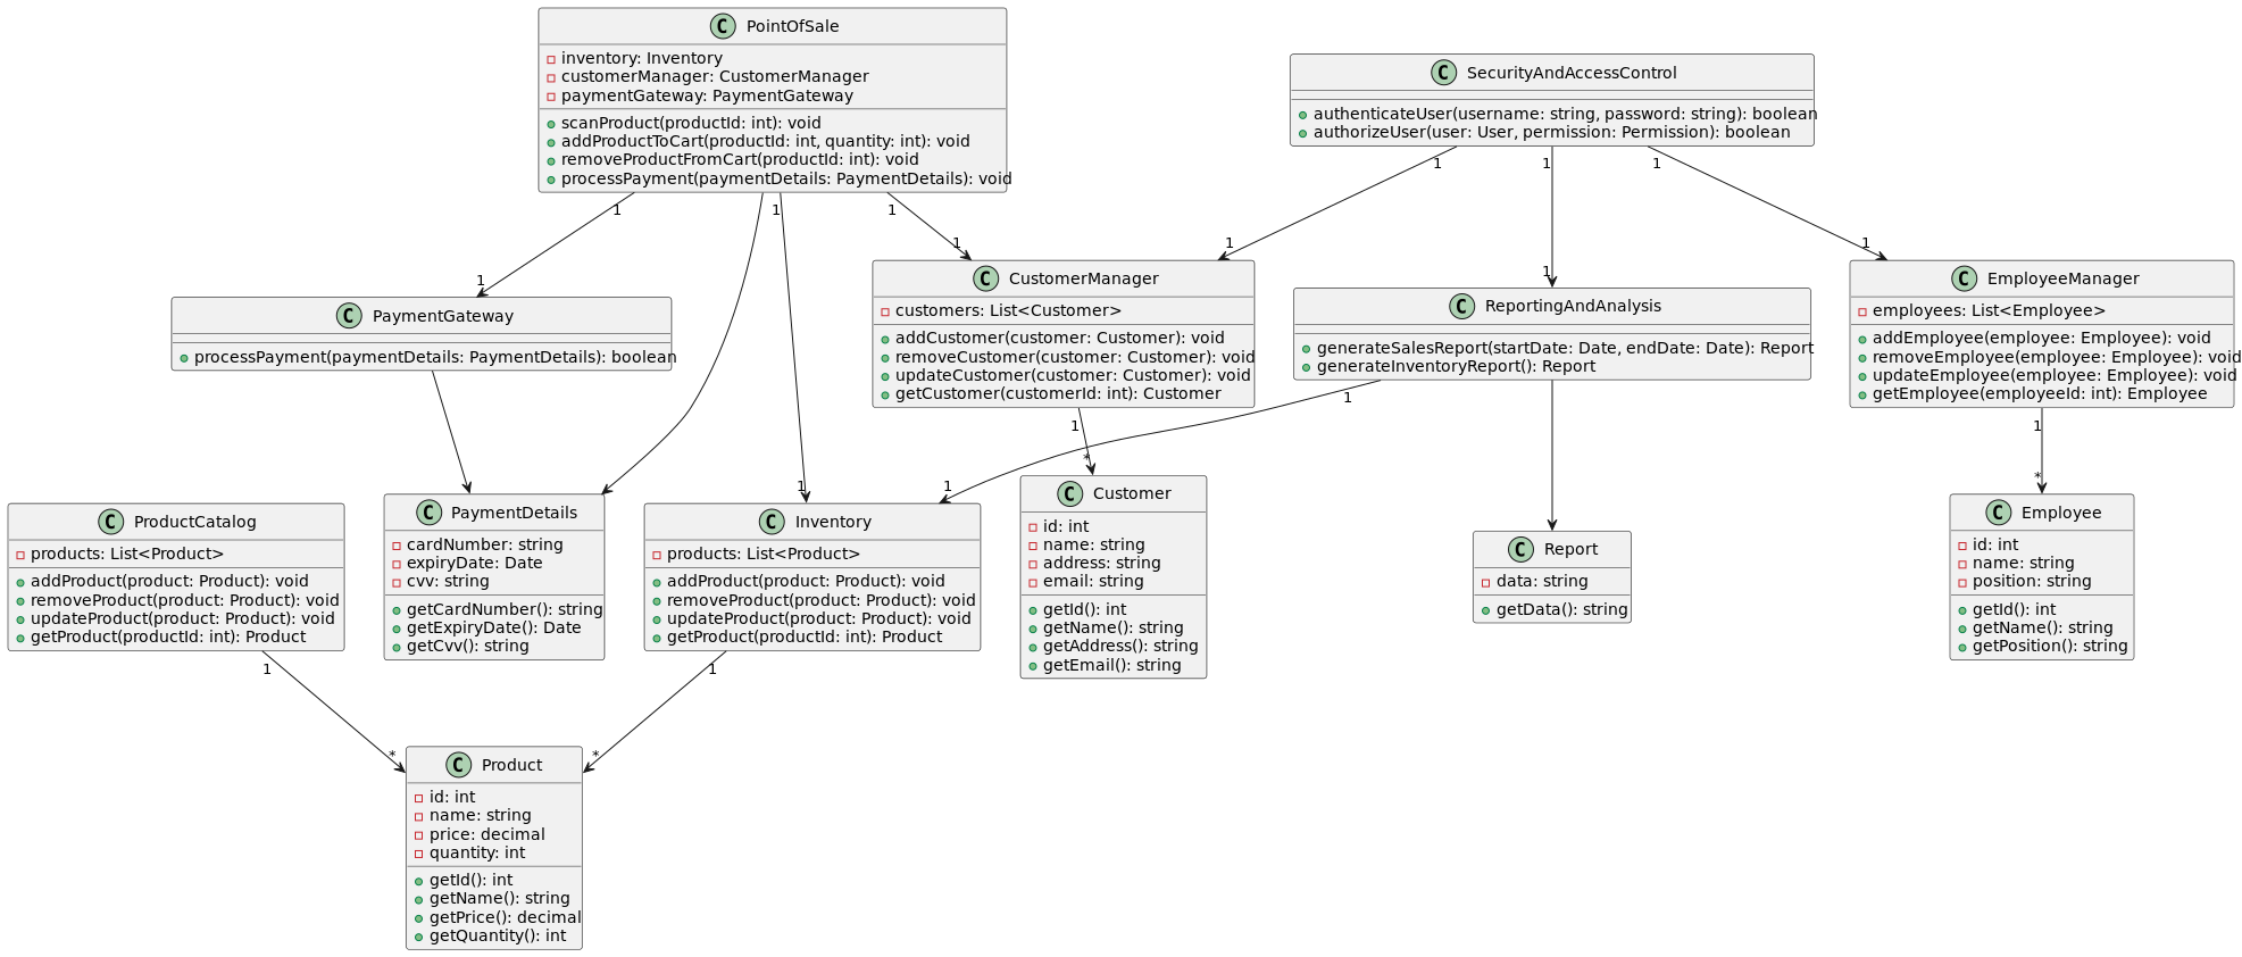 C PointOfSale
inventory: Inventory
customerManager: CustomerManager
paymentGateway: PaymentGateway
scanProduct(productId: int): void
addProductToCart(productId: int, quantity: int): void
removeProductFromCart(productId: int): void
processPayment(paymentDetails: PaymentDetails): void
C SecurityAndAccessControl
authenticateUser(username: string, password: string): boolean
authorizeUser(user: User, permission: Permission): boolean
1 1 1
1 1 1
1 1 1
1 1
1
1
C PaymentGateway
processPayment(paymentDetails: PaymentDetails): boolean
C CustomerManager
customers: List<Customer>
addCustomer(customer: Customer): void
removeCustomer(customer: Customer): void
updateCustomer(customer: Customer): void
getCustomer(customerId: int): Customer
C ReportingAndAnalysis
generateSalesReport(startDate: Date, endDate: Date): Report
generateInventoryReport(): Report
C EmployeeManager
employees: List<Employee>
addEmployee(employee: Employee): void
removeEmployee(employee: Employee): void
updateEmployee(employee: Employee): void
getEmployee(employeeId: int): Employee
1
1 1
*
*
1 1
C ProductCatalog
products: List<Product>
addProduct(product: Product): void
removeProduct(product: Product): void
updateProduct(product: Product): void
getProduct(productId: int): Product
C PaymentDetails
cardNumber: string
expiryDate: Date
cvv: string
getCardNumber(): string
getExpiryDate(): Date
getCvv(): string
C Inventory
products: List<Product>
addProduct(product: Product): void
removeProduct(product: Product): void
updateProduct(product: Product): void
getProduct(productId: int): Product
C Customer
id: int
name: string
address: string
email: string
getId(): int
getName(): string
getAddress(): string
getEmail(): string
C Report
data: string
getData(): string
C Employee
id: int
name: string
position: string
getId(): int
getName(): string
getPosition(): string
1 1
* *
C Product
id: int
name: string
price: decimal
quantity: int
getId(): int
getName(): string
getPrice(): decimal
getQuantity(): int